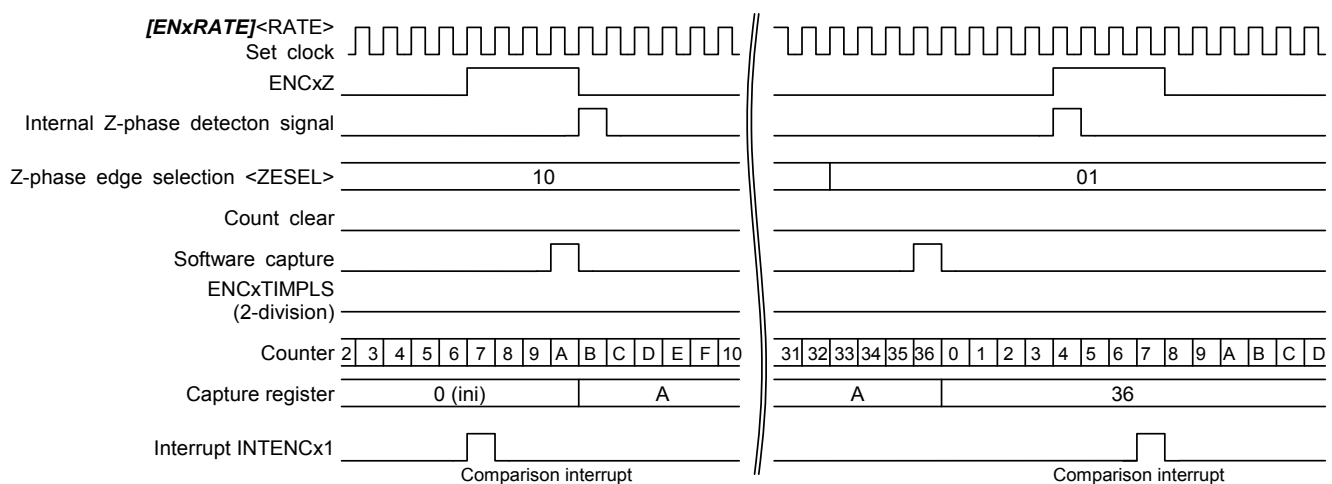 [ENxRATE]<RATE>
Set clock
ENCxZ
Internal Z-phase detecton signal
Z-phase edge selection <ZESEL> 10 01
Count clear
Software capture
ENCxTIMPLS
(2-division)
Counter 2 3 4 5 6 7 8 9 A B C D E F 10 31 32 33 34 35 36 0 1 2 3 4 5 6 7 8 9 A B C D
Capture register 0 (ini) A A 36
Interrupt INTENCx1
Comparison interrupt Comparison interrupt